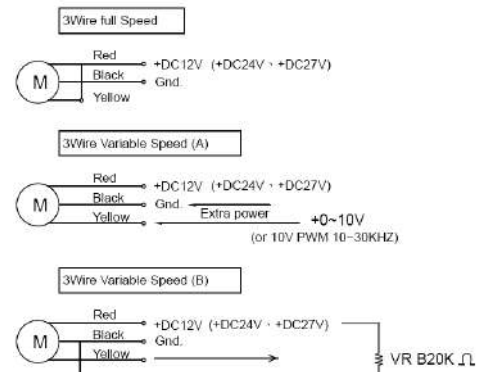 3Wire full Speed
Red
+DC12V (+DC24V、+DC27V)
M
Black
Gnd.
Yellow
3Wire Variable Speed (A)
Red
+DC12V (+DC24V、+DC27V)
M
Black
Gnd.
Yellow
Extra power
+0~10V
(or 10V PWM 10~30KHZ)
3Wire Variable Speed (B)
Red
+DC12V (+DC24V、+DC27V)
M
Black
Gnd.
Yellow
VR B20K